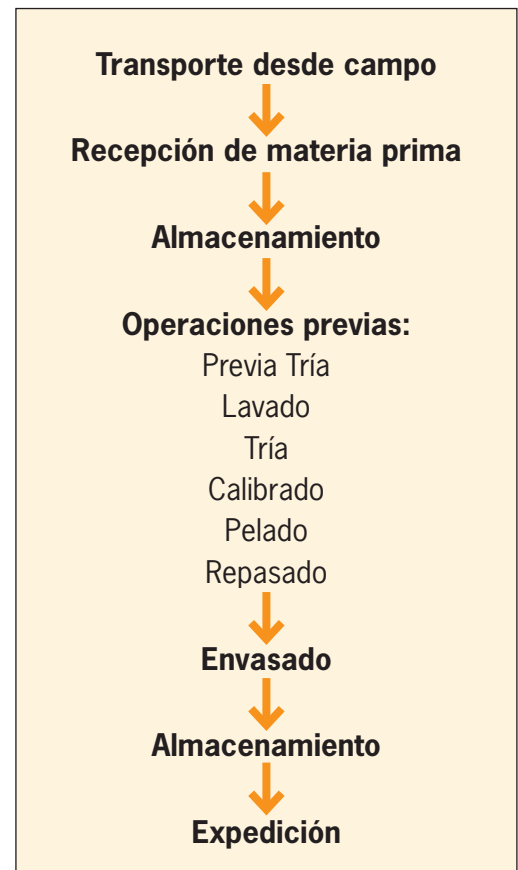 Transporte desde campo
Recepción de materia prima
Almacenamiento
Operaciones previas:
Previa Tría
Lavado
Tría
Calibrado
Pelado
Repasado
Envasado
Almacenamiento
Expedición